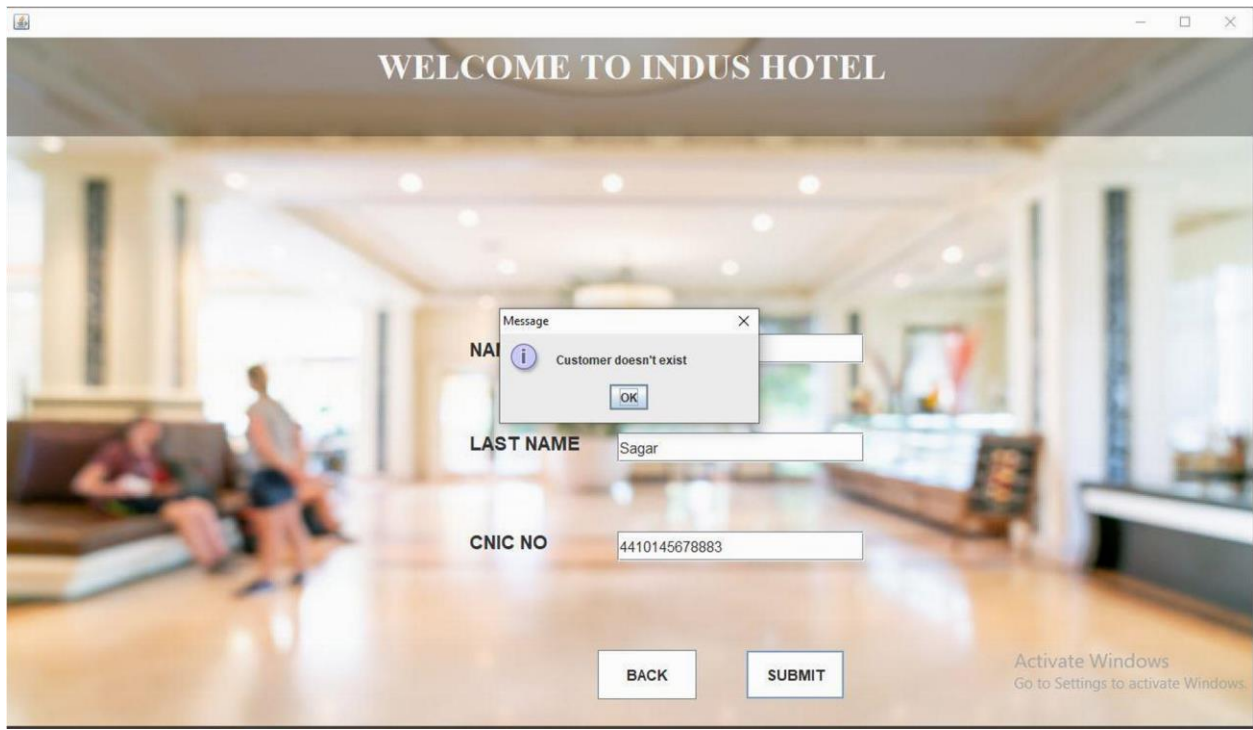 WELCOME TO INDUS HOTEL
Message
Customer doesn't exist
OK
LAST NAME
Sagar
CNIC NO
4410145678883
BACK
SUBMIT
Activate Windows
Go to Settings to activate Windows.